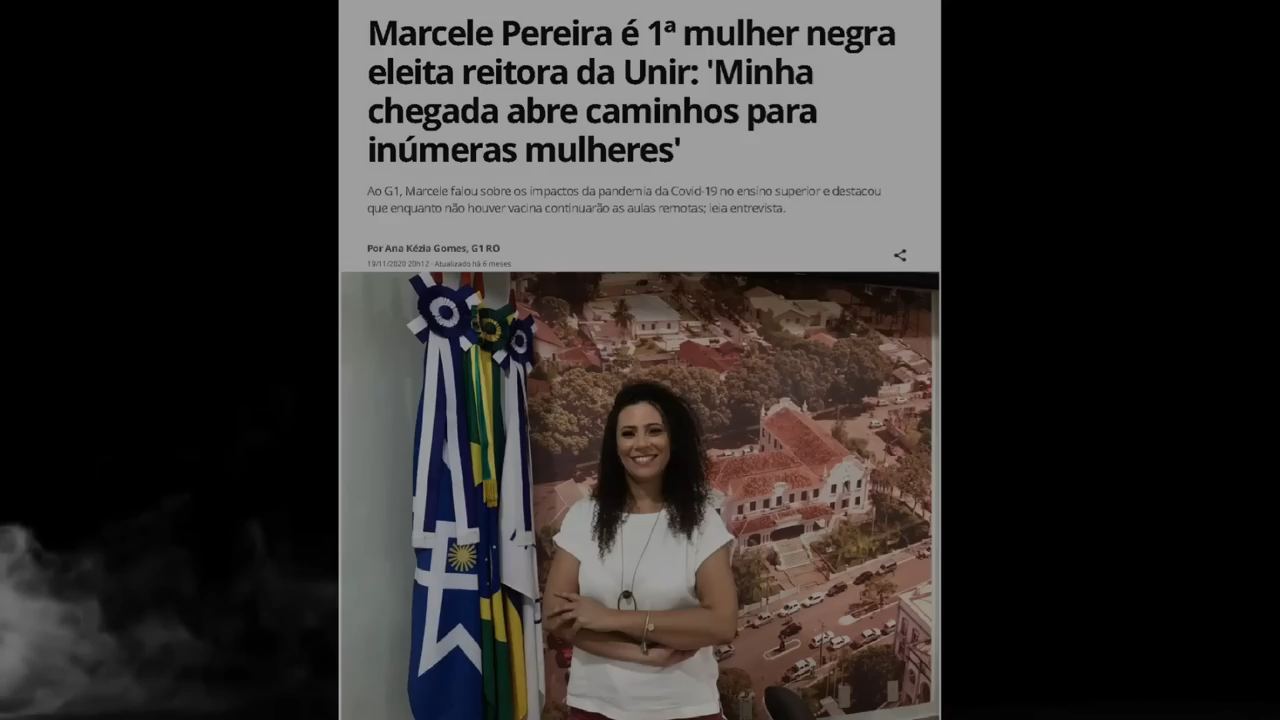 Marcele Pereira é 1ª mulher negra
eleita reitora da Unir: 'Minha
chegada abre caminhos para
inúmeras mulheres'
Ao G1, Marcele falou sobre os impactos da pandemia da Covid-19 no ensino superior e destacou
que enquanto não houver vacina continuarão as aulas remotas; leia entrevista.
Por Ana Kézia Gomes, G1 RO
19/11/2020 20h12 · Atualizado há 6 meses